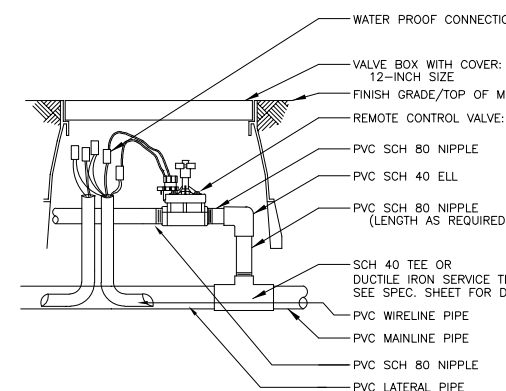 WATER PROOF
VALVE BOX WITH COVER:
12-INCH SIZE
FINISH GRADE/TOP OF
REMOTE CONTROL VALVE:
PVC SCH 80 NIPPLE
PVC SCH 40 ELL
PVC SCH 80 NIPPLE
(LENGTH AS REQUIRED
SCH 40 TEE OR
DUCTILE IRON SERVICE
SEE SPEC. SHEET FOR
PVC WIRELINE PIPE
PVC MAINLINE PIPE
PVC SCH 80 NIPPLE
PVC LATERAL PIPE